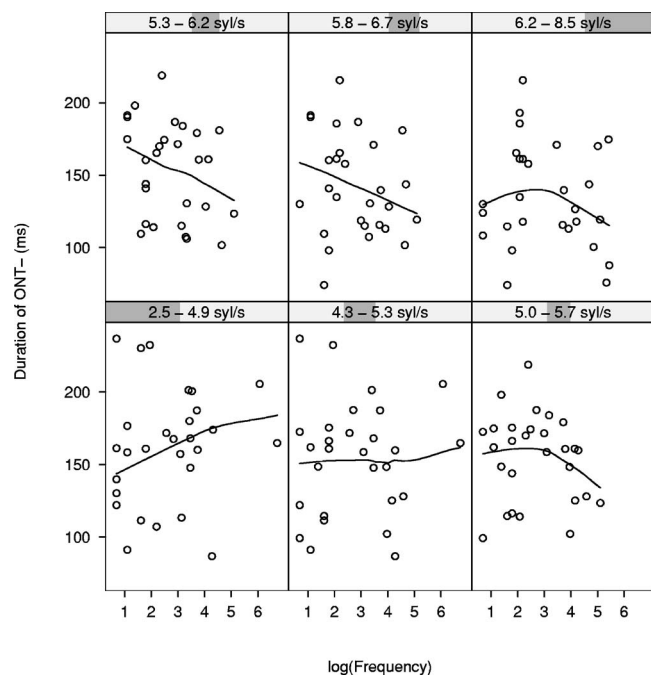 5.3 – 6.2 syl/s
5.8 – 6.7 syl/s
6.2 – 8.5 syl/s
200
150
100
Duration of ONT– (ms)
2.5 – 4.9 syl/s
4.3 – 5.3 syl/s
5.0 – 5.7 syl/s
200
150
100
1 2 3 4 5 6
1 2 3 4 5 6
1 2 3 4 5 6
log(Frequency)